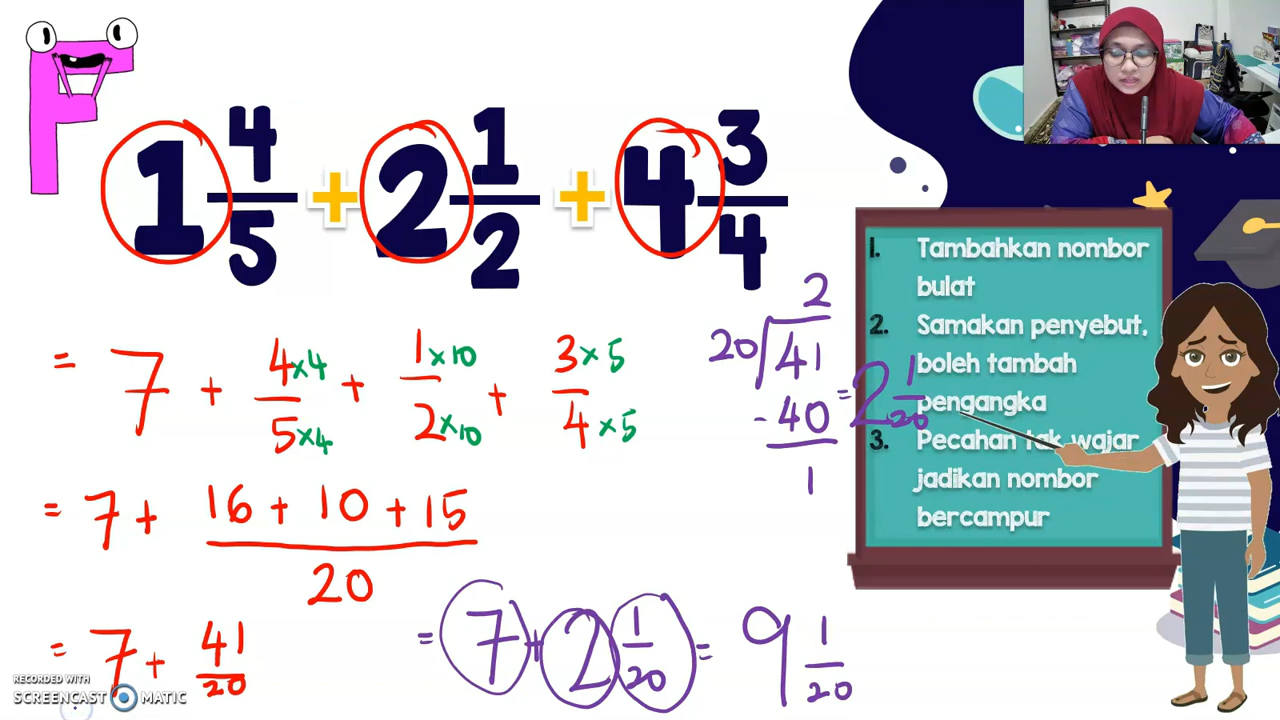 1 4/5 + 2 1/2 + 4 3/4
= 7 + 4×4/5×4 + 1×10/2×10 + 3×5/4×5
= 7 + 16 + 10 + 15/20
= 7 + 41/20
2
20 41
- 40
1
= 2 1/20
= 7 + 2 1/20 = 9 1/20
1. Tambahkan nombor
bulat
2. Samakan penyebut,
boleh tambah
pengangka
3. Pecahan tak wajar
jadikan nombor
bercampur
RECORDED WITH
SCREENCAST MATIC